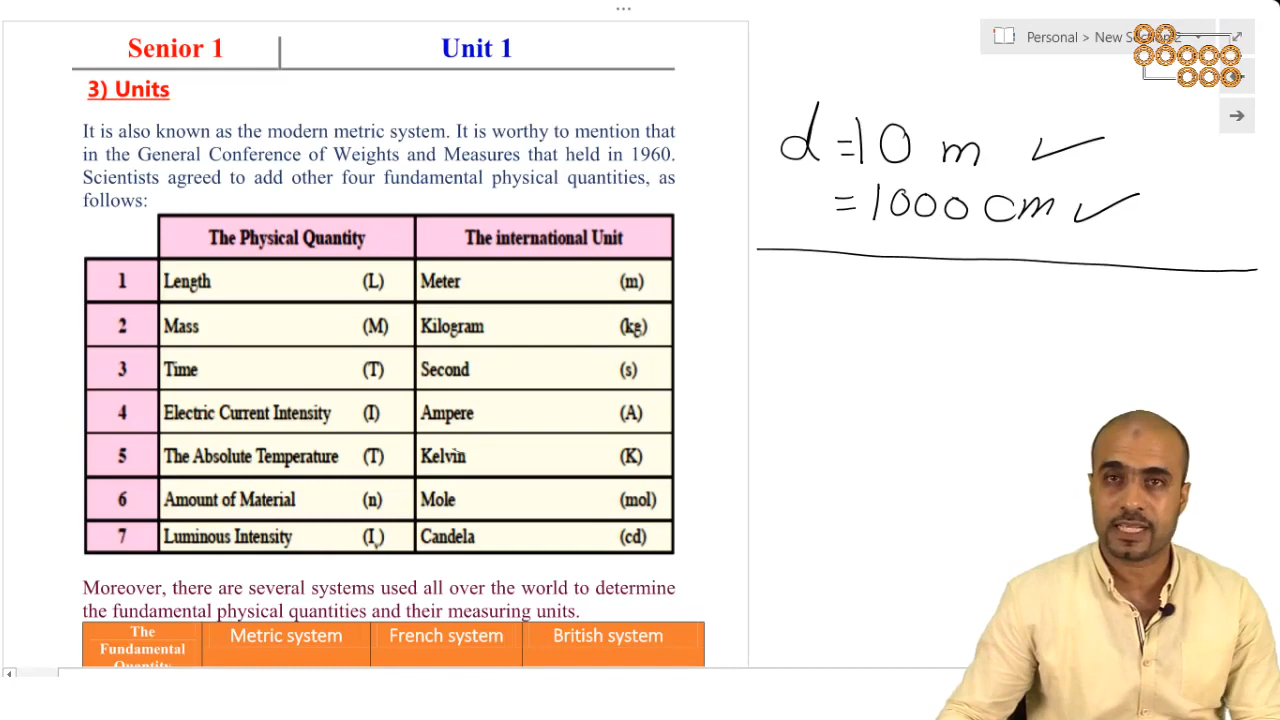 Senior 1 Unit 1
3) Units
It is also known as the modern metric system. It is worthy to mention that
in the General Conference of Weights and Measures that held in 1960.
Scientists agreed to add other four fundamental physical quantities, as
follows:
The Physical Quantity The international Unit
1 Length (L) Meter (m)
2 Mass (M) Kilogram (kg)
3 Time (T) Second (s)
4 Electric Current Intensity (I) Ampere (A)
5 The Absolute Temperature (T) Kelvin (K)
6 Amount of Material (n) Mole (mol)
7 Luminous Intensity (Iᵥ) Candela (cd)
Moreover, there are several systems used all over the world to determine
the fundamental physical quantities and their measuring units.
The Metric system French system British system
Fundamental
Quantity
Personal > New Section 2
d = 10 m ✓
= 1000 cm ✓